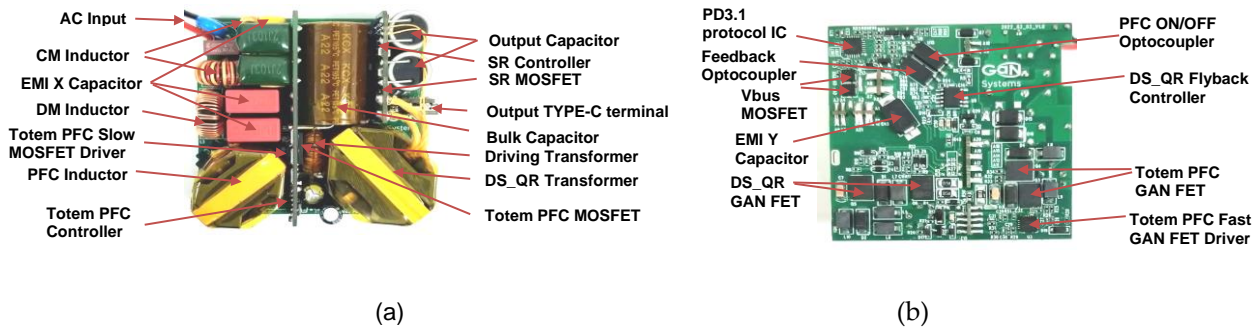 AC Input
CM Inductor
EMI X Capacitor
DM Inductor
Totem PFC Slow
MOSFET Driver
PFC Inductor
Totem PFC
Controller
Output Capacitor
SR Controller
SR MOSFET
Output TYPE-C terminal
Bulk Capacitor
Driving Transformer
DS_QR Transformer
Totem PFC MOSFET
KCX
A22
A22
(a)
PD3.1
protocol IC
Feedback
Optocoupler
Vbus
MOSFET
EMI Y
Capacitor
DS_QR
GAN FET
PFC ON/OFF
Optocoupler
DS_QR Flyback
Controller
Totem PFC
GAN FET
Totem PFC Fast
GAN FET Driver
GaN
Systems
(b)